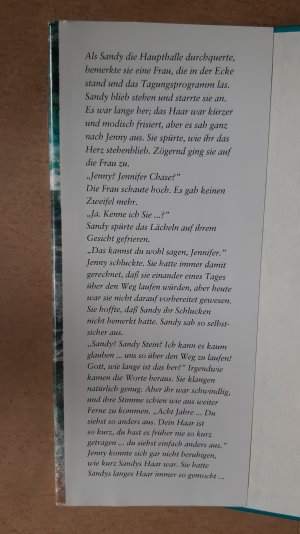 Als Sandy die Haupthalle durchquerte,
bemerkte sie eine Frau, die in der Ecke
stand und das Tagungsprogramm las.
Sandy blieb stehen und starrte sie an.
Es war lange her; das Haar war kürzer
und modisch frisiert, aber es sah ganz
nach Jenny aus. Sie spürte, wie ihr das
Herz stehenblieb. Zögernd ging sie auf
die Frau zu.
„Jenny? Jennifer Chase?“
Die Frau schaute hoch. Es gab keinen
Zweifel mehr.
„Ja. Kenne ich Sie ...?“
Sandy spürte das Lächeln auf ihrem
Gesicht gefrieren.
„Das kannst du wohl sagen, Jennifer.“
Jenny schluckte. Sie hatte immer damit
gerechnet, daß sie einander eines Tages
über den Weg laufen würden, aber heute
war sie nicht darauf vorbereitet gewesen.
Sie hoffte, daß Sandy ihr Schlucken
nicht bemerkt hatte. Sandy sah so selbst-
sicher aus.
„Sandy! Sandy Stein? Ich kann es kaum
glauben ... uns so über den Weg zu laufen!
Gott, wie lange ist das her?“ Irgendwie
kamen die Worte heraus. Sie klangen
natürlich genug. Aber ihr war schwindlig,
und ihre Stimme schien wie aus weiter
Ferne zu kommen. „Acht Jahre ... Du
siehst so anders aus. Dein Haar ist
so kurz, du hast es früher nie so kurz
getragen ... du siehst einfach anders aus.“
Jenny konnte sich gar nicht beruhigen,
wie kurz Sandys Haar war. Sie hatte
Sandys langes Haar immer so gemocht ...